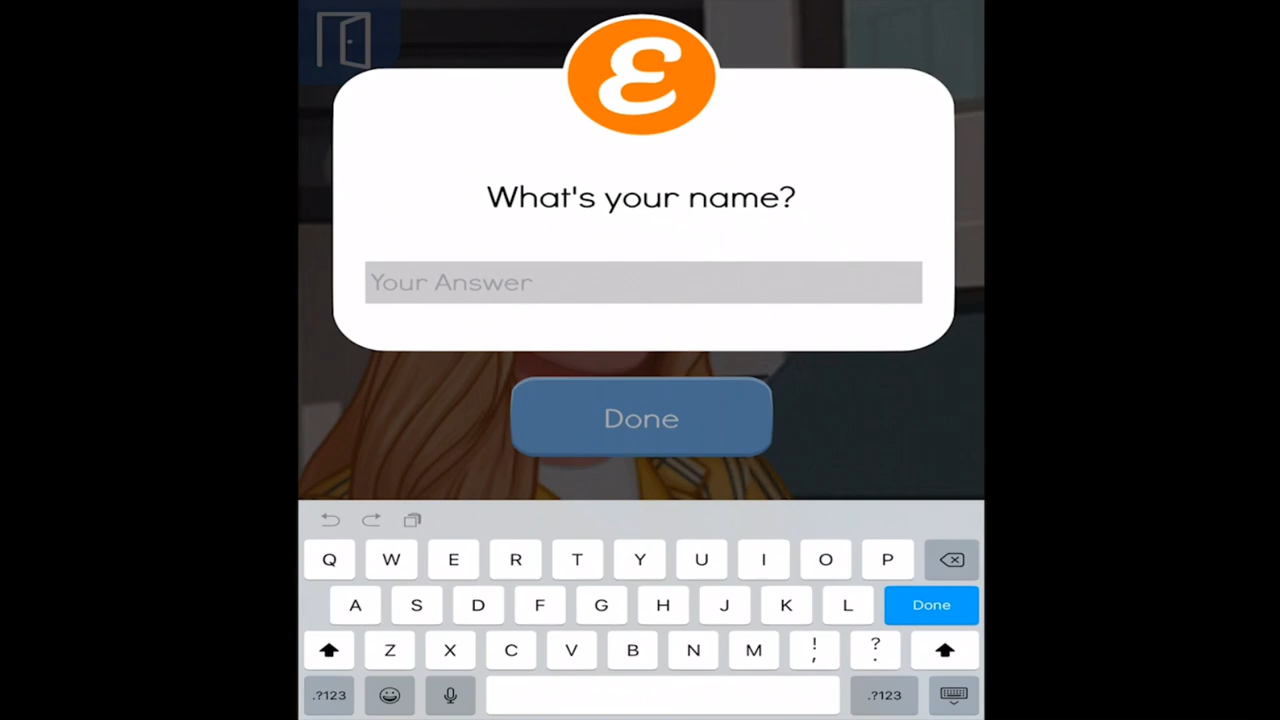 ε
What's your name?
Your Answer
Done
Q W E R T Y U I O P
A S D F G H J K L Done
Z X C V B N M ! , ? .
.?123 .?123